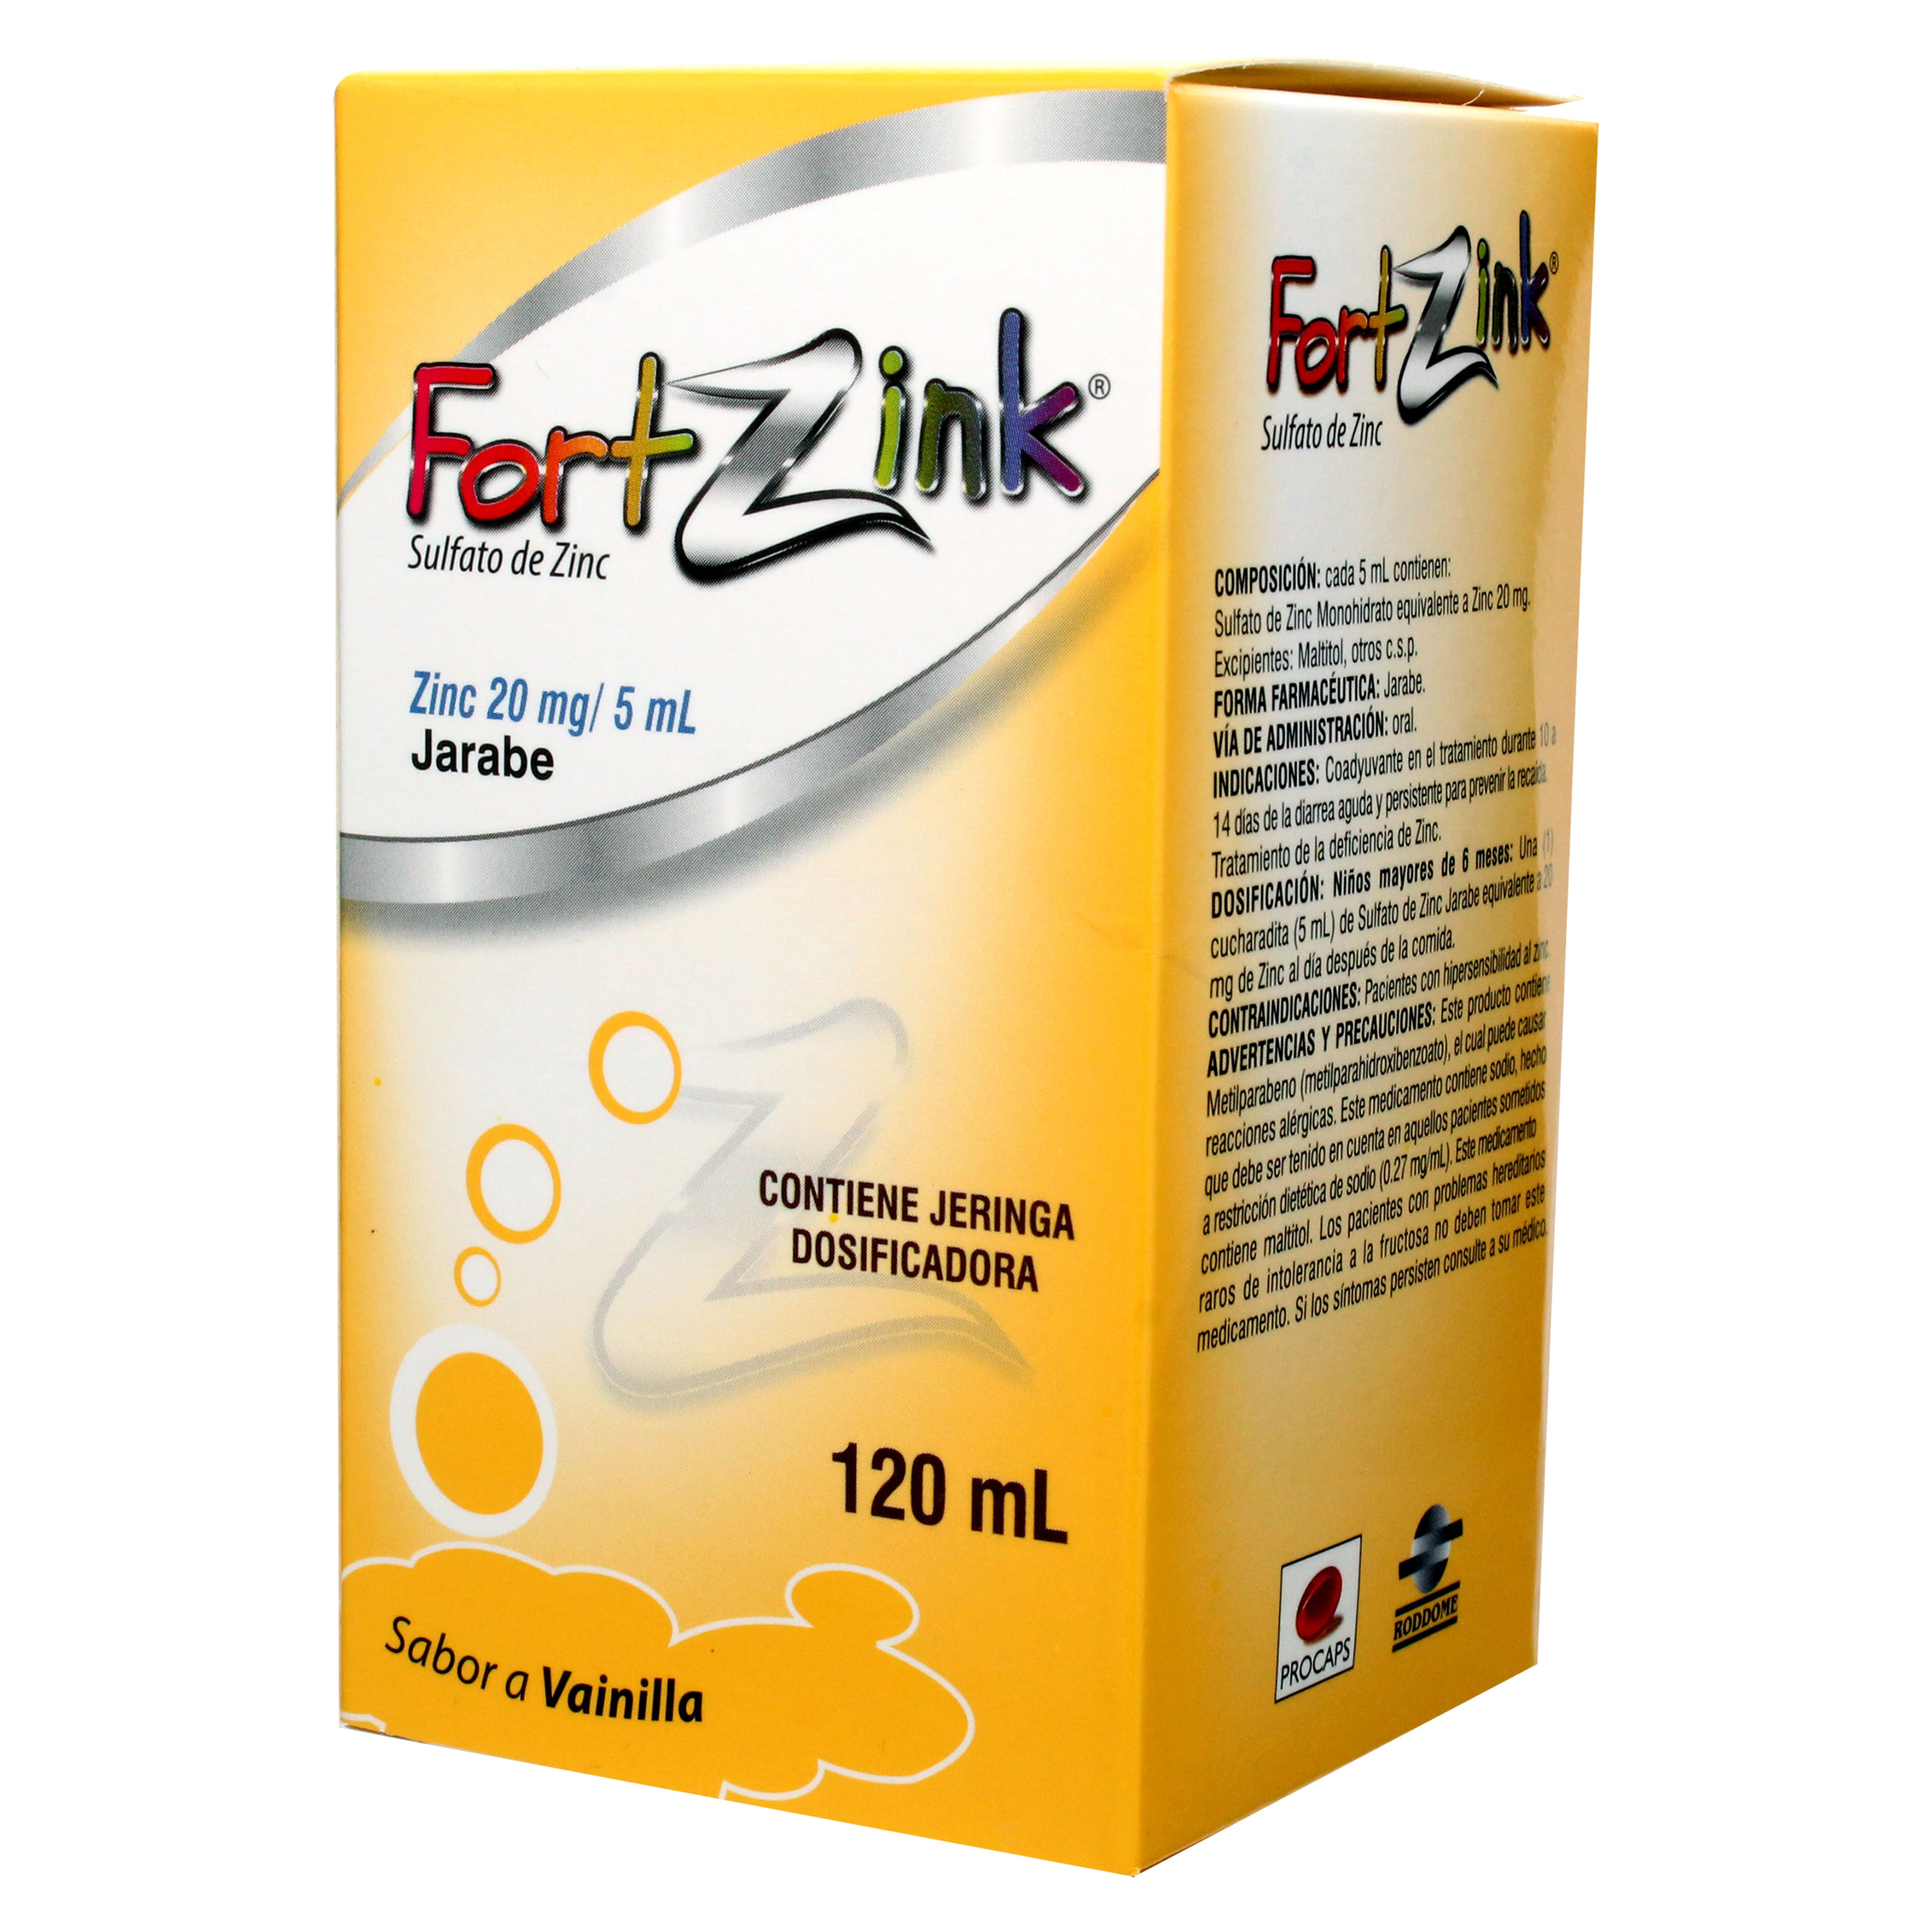 FortZink®
Sulfato de Zinc
Zinc 20 mg/ 5 mL
Jarabe
CONTIENE JERINGA
DOSIFICADORA
120 mL
Sabor a Vainilla
FortZink®
Sulfato de Zinc
COMPOSICIÓN: cada 5 mL contienen:
Sulfato de Zinc Monohidrato equivalente a Zinc 20 mg.
Excipientes: Maltitol, otros c.s.p.
FORMA FARMACÉUTICA: Jarabe.
VÍA DE ADMINISTRACIÓN: oral.
INDICACIONES: Coadyuvante en el tratamiento durante 10 a
14 días de la diarrea aguda y persistente para prevenir la recaida.
Tratamiento de la deficiencia de Zinc.
DOSIFICACIÓN: Niños mayores de 6 meses: Una (1)
cucharadita (5 mL) de Sulfato de Zinc Jarabe equivalente a 20
mg de Zinc al día después de la comida.
CONTRAINDICACIONES: Pacientes con hipersensibilidad al zinc.
ADVERTENCIAS Y PRECAUCIONES: Este producto contiene
Metilparabeno (metilparahidroxibenzoato), el cual puede causar
reacciones alérgicas. Este medicamento contiene sodio, hecho
que debe ser tenido en cuenta en aquellos pacientes sometidos
a restricción dietética de sodio (0.27 mg/mL). Este medicamento
contiene maltitol. Los pacientes con problemas hereditarios
raros de intolerancia a la fructosa no deben tomar este
medicamento. Si los síntomas persisten consulte a su médico.
PROCAPS
RODDOME